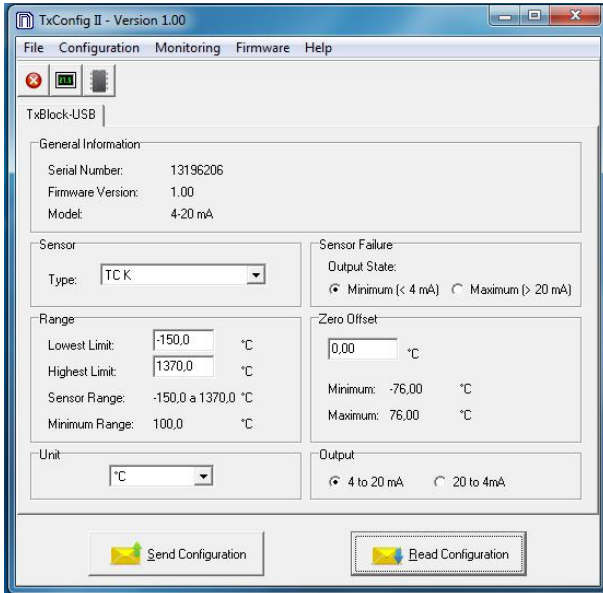 TxConfig II - Version 1.00
File Configuration Monitoring Firmware Help
TxBlock-USB
General Information
Serial Number: 13196206
Firmware Version: 1.00
Model: 4-20 mA
Sensor
Type: TC K
Sensor Failure
Output State:
Minimum (< 4 mA) Maximum (> 20 mA)
Range
Lowest Limit: -150,0 °C
Highest Limit: 1370,0 °C
Sensor Range: -150,0 a 1370,0 °C
Minimum Range: 100,0 °C
Zero Offset
0,00 °C
Minimum: -76,00 °C
Maximum: 76,00 °C
Unit
°C
Output
4 to 20 mA 20 to 4mA
Send Configuration Read Configuration